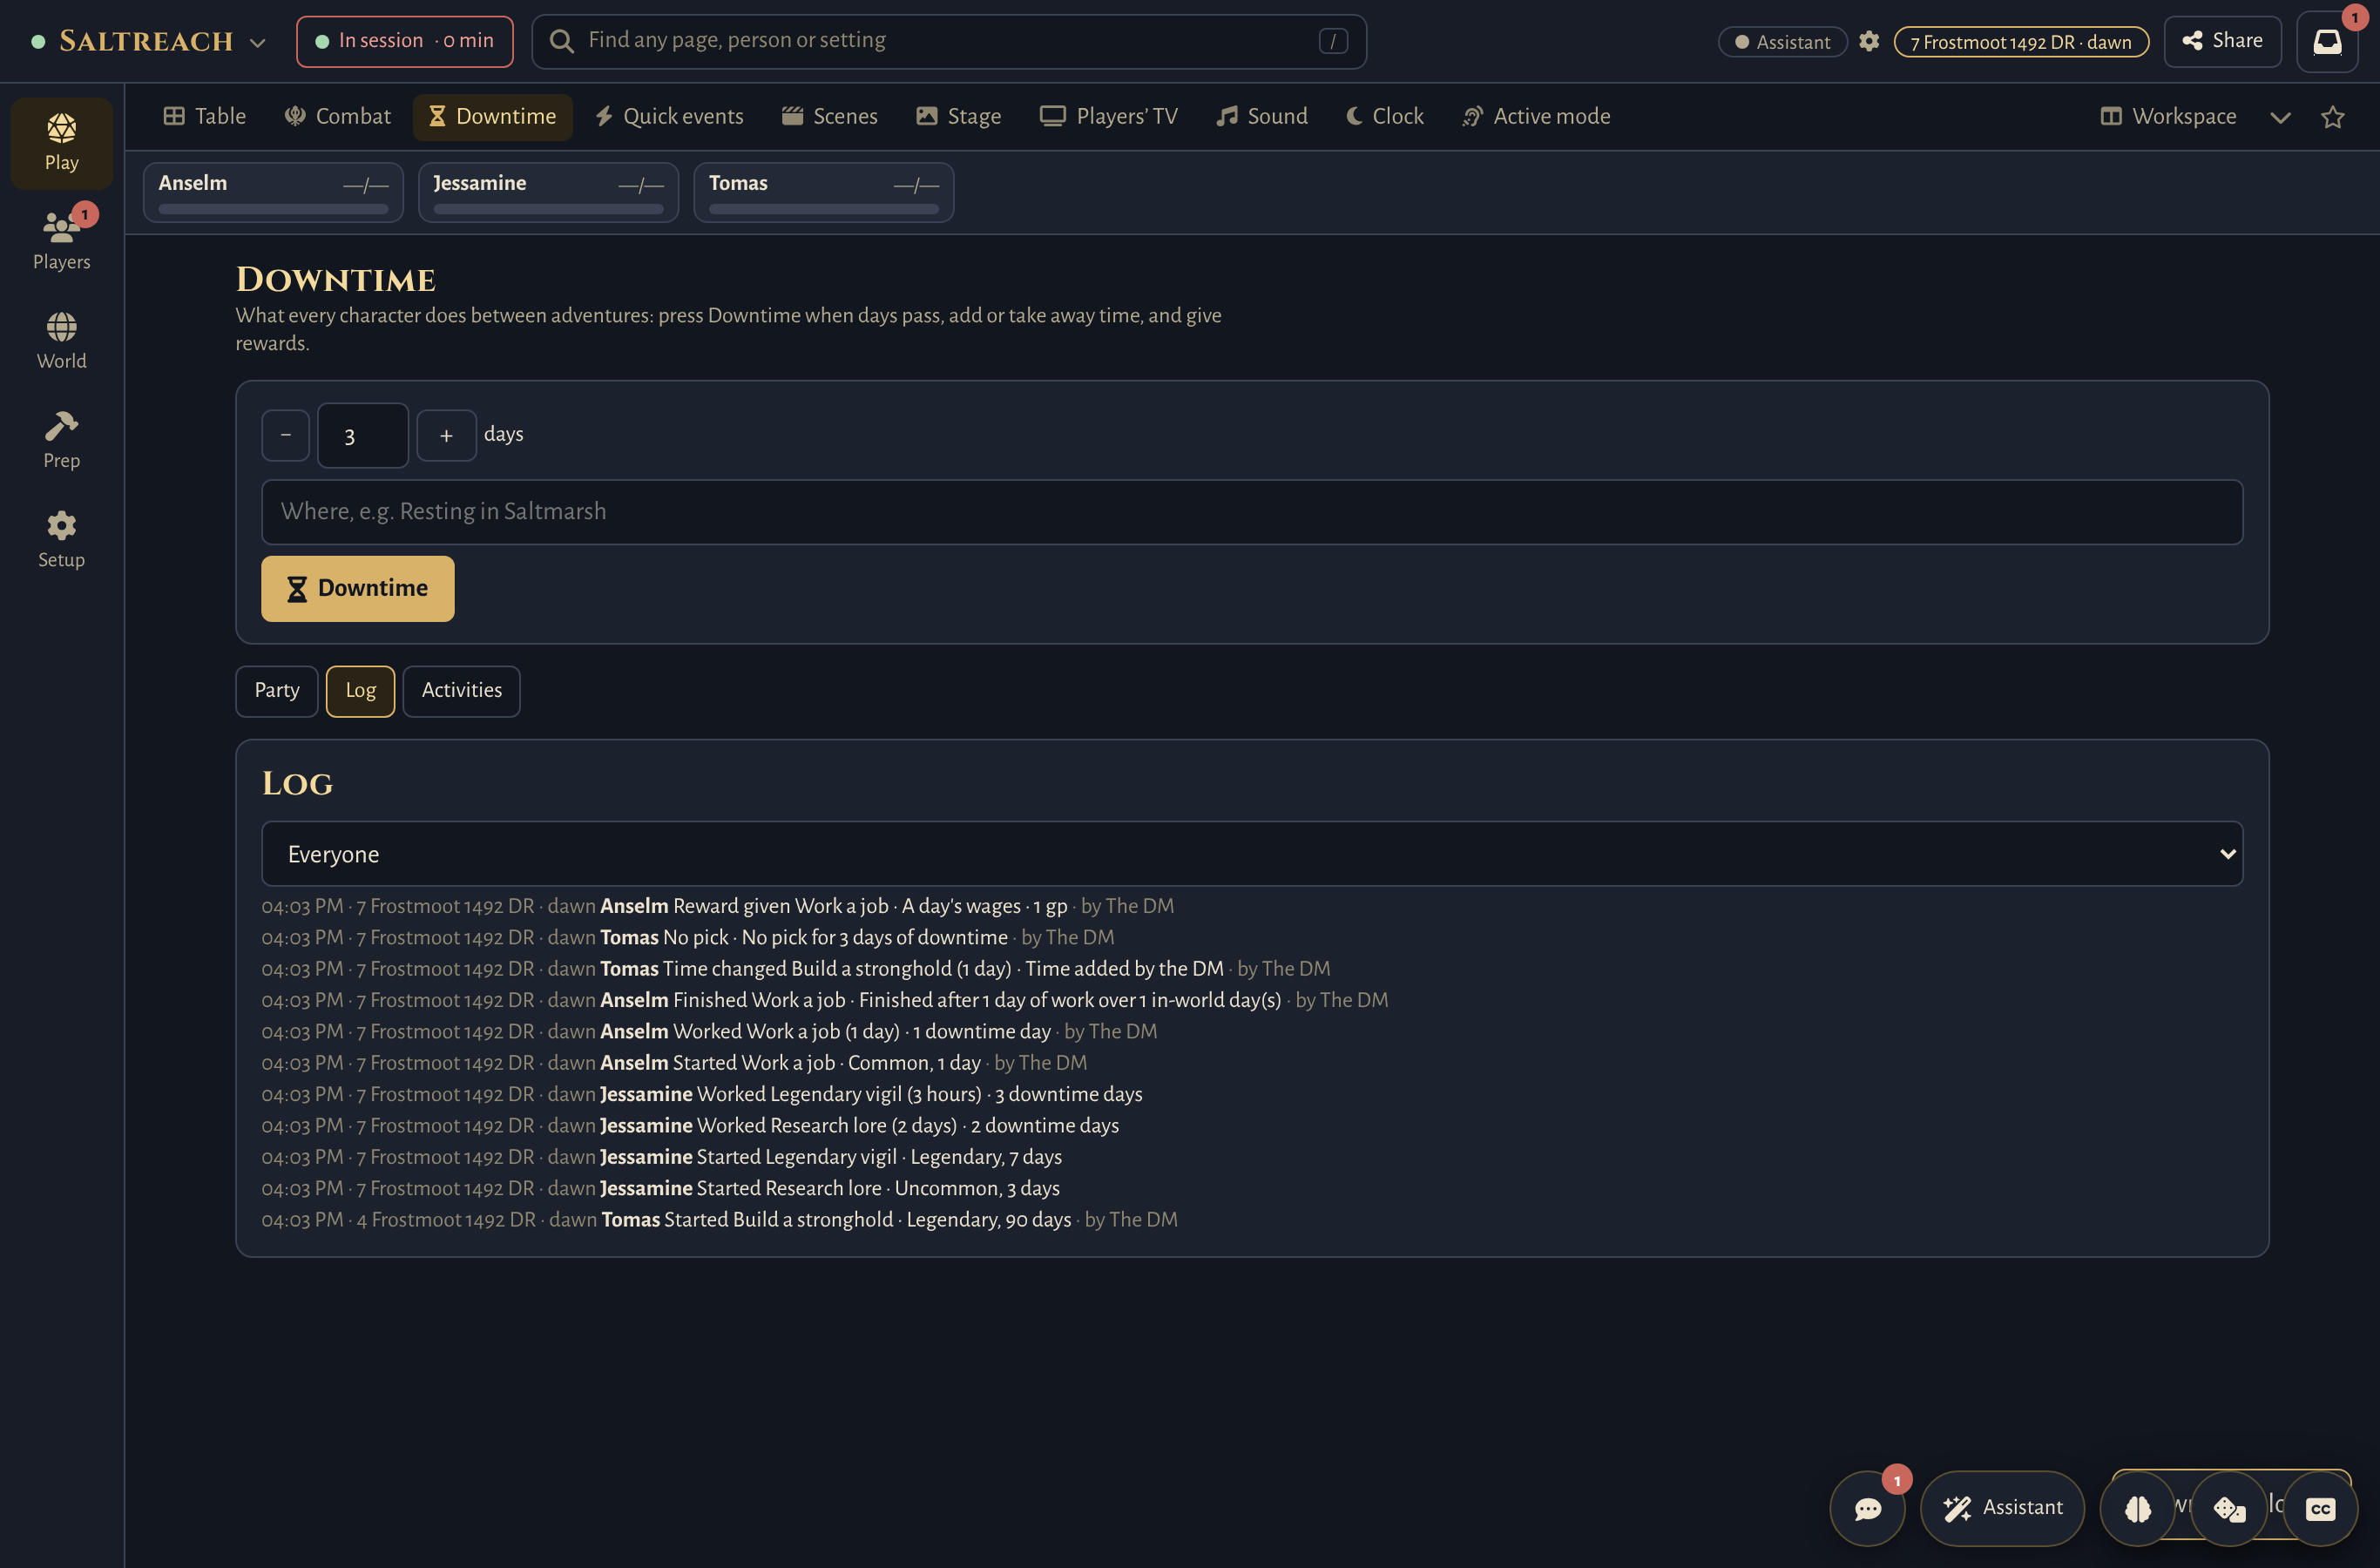 SALTREACH
In session · 0 min
Find any page, person or setting
/
Assistant
7 Frostmoot 1492 DR · dawn
Share
1
Play
1
Players
World
Prep
Setup
Table
Combat
Downtime
Quick events
Scenes
Stage
Players’ TV
Sound
Clock
Active mode
Workspace
Anselm —/—
Jessamine —/—
Tomas —/—
DOWNTIME
What every character does between adventures: press Downtime when days pass, add or take away time, and give
rewards.
− 3 + days
Where, e.g. Resting in Saltmarsh
Downtime
Party
Log
Activities
LOG
Everyone
04:03 PM · 7 Frostmoot 1492 DR · dawn Anselm Reward given Work a job · A day's wages · 1 gp · by The DM
04:03 PM · 7 Frostmoot 1492 DR · dawn Tomas No pick · No pick for 3 days of downtime · by The DM
04:03 PM · 7 Frostmoot 1492 DR · dawn Tomas Time changed Build a stronghold (1 day) · Time added by the DM · by The DM
04:03 PM · 7 Frostmoot 1492 DR · dawn Anselm Finished Work a job · Finished after 1 day of work over 1 in-world day(s) · by The DM
04:03 PM · 7 Frostmoot 1492 DR · dawn Anselm Worked Work a job (1 day) · 1 downtime day · by The DM
04:03 PM · 7 Frostmoot 1492 DR · dawn Anselm Started Work a job · Common, 1 day · by The DM
04:03 PM · 7 Frostmoot 1492 DR · dawn Jessamine Worked Legendary vigil (3 hours) · 3 downtime days
04:03 PM · 7 Frostmoot 1492 DR · dawn Jessamine Worked Research lore (2 days) · 2 downtime days
04:03 PM · 7 Frostmoot 1492 DR · dawn Jessamine Started Legendary vigil · Legendary, 7 days
04:03 PM · 7 Frostmoot 1492 DR · dawn Jessamine Started Research lore · Uncommon, 3 days
04:03 PM · 4 Frostmoot 1492 DR · dawn Tomas Started Build a stronghold · Legendary, 90 days · by The DM
1
Assistant
CC